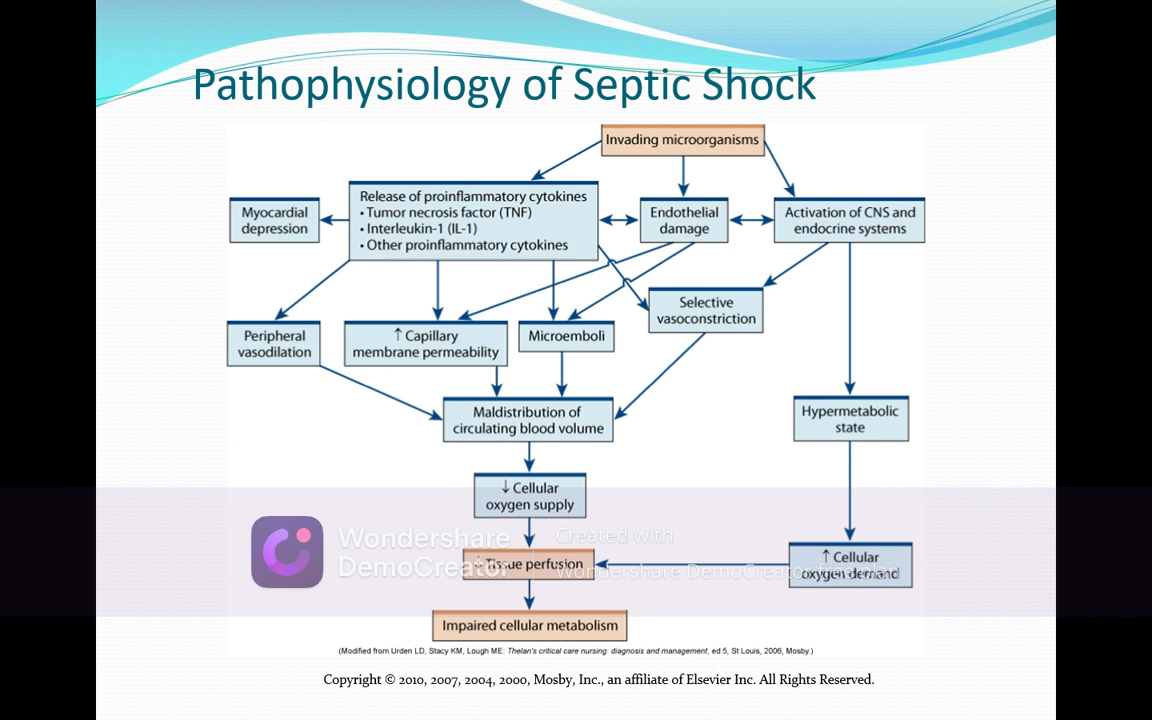 Pathophysiology of Septic Shock
Invading microorganisms
Release of proinflammatory cytokines
• Tumor necrosis factor (TNF)
• Interleukin-1 (IL-1)
• Other proinflammatory cytokines
Myocardial
depression
Endothelial
damage
Activation of CNS and
endocrine systems
Selective
vasoconstriction
Peripheral
vasodilation
↑ Capillary
membrane permeability
Microemboli
Maldistribution of
circulating blood volume
Hypermetabolic
state
↓ Cellular
oxygen supply
Wondershare
DemoCreator
Created with
Wondershare DemoCreator free plan
↓ Tissue perfusion
↑ Cellular
oxygen demand
Impaired cellular metabolism
(Modified from Urden LD, Stacy KM, Lough ME: Thelan's critical care nursing: diagnosis and management, ed 5, St Louis, 2006, Mosby.)
Copyright © 2010, 2007, 2004, 2000, Mosby, Inc., an affiliate of Elsevier Inc. All Rights Reserved.